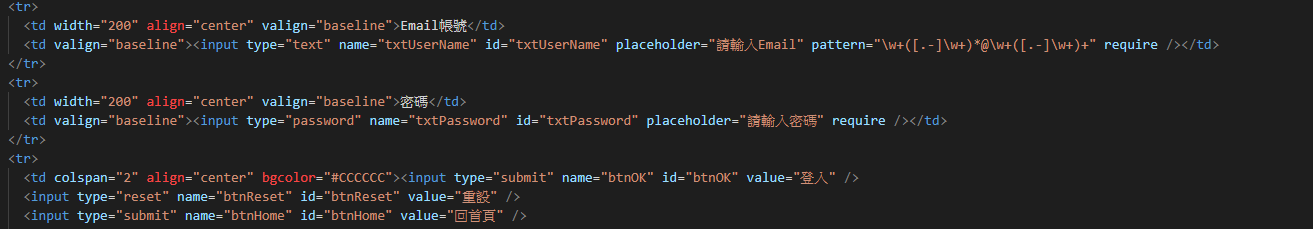 <tr>
<td width="200" align="center" valign="baseline">Email帳號</td>
<td valign="baseline"><input type="text" name="txtUserName" id="txtUserName" placeholder="請輸入Email" pattern="\w+([.-]\w+)*@\w+([.-]\w+)+" require /></td>
</tr>
<tr>
<td width="200" align="center" valign="baseline">密碼</td>
<td valign="baseline"><input type="password" name="txtPassword" id="txtPassword" placeholder="請輸入密碼" require /></td>
</tr>
<tr>
<td colspan="2" align="center" bgcolor="#CCCCCC"><input type="submit" name="btnOK" id="btnOK" value="登入" />
<input type="reset" name="btnReset" id="btnReset" value="重設" />
<input type="submit" name="btnHome" id="btnHome" value="回首頁" />